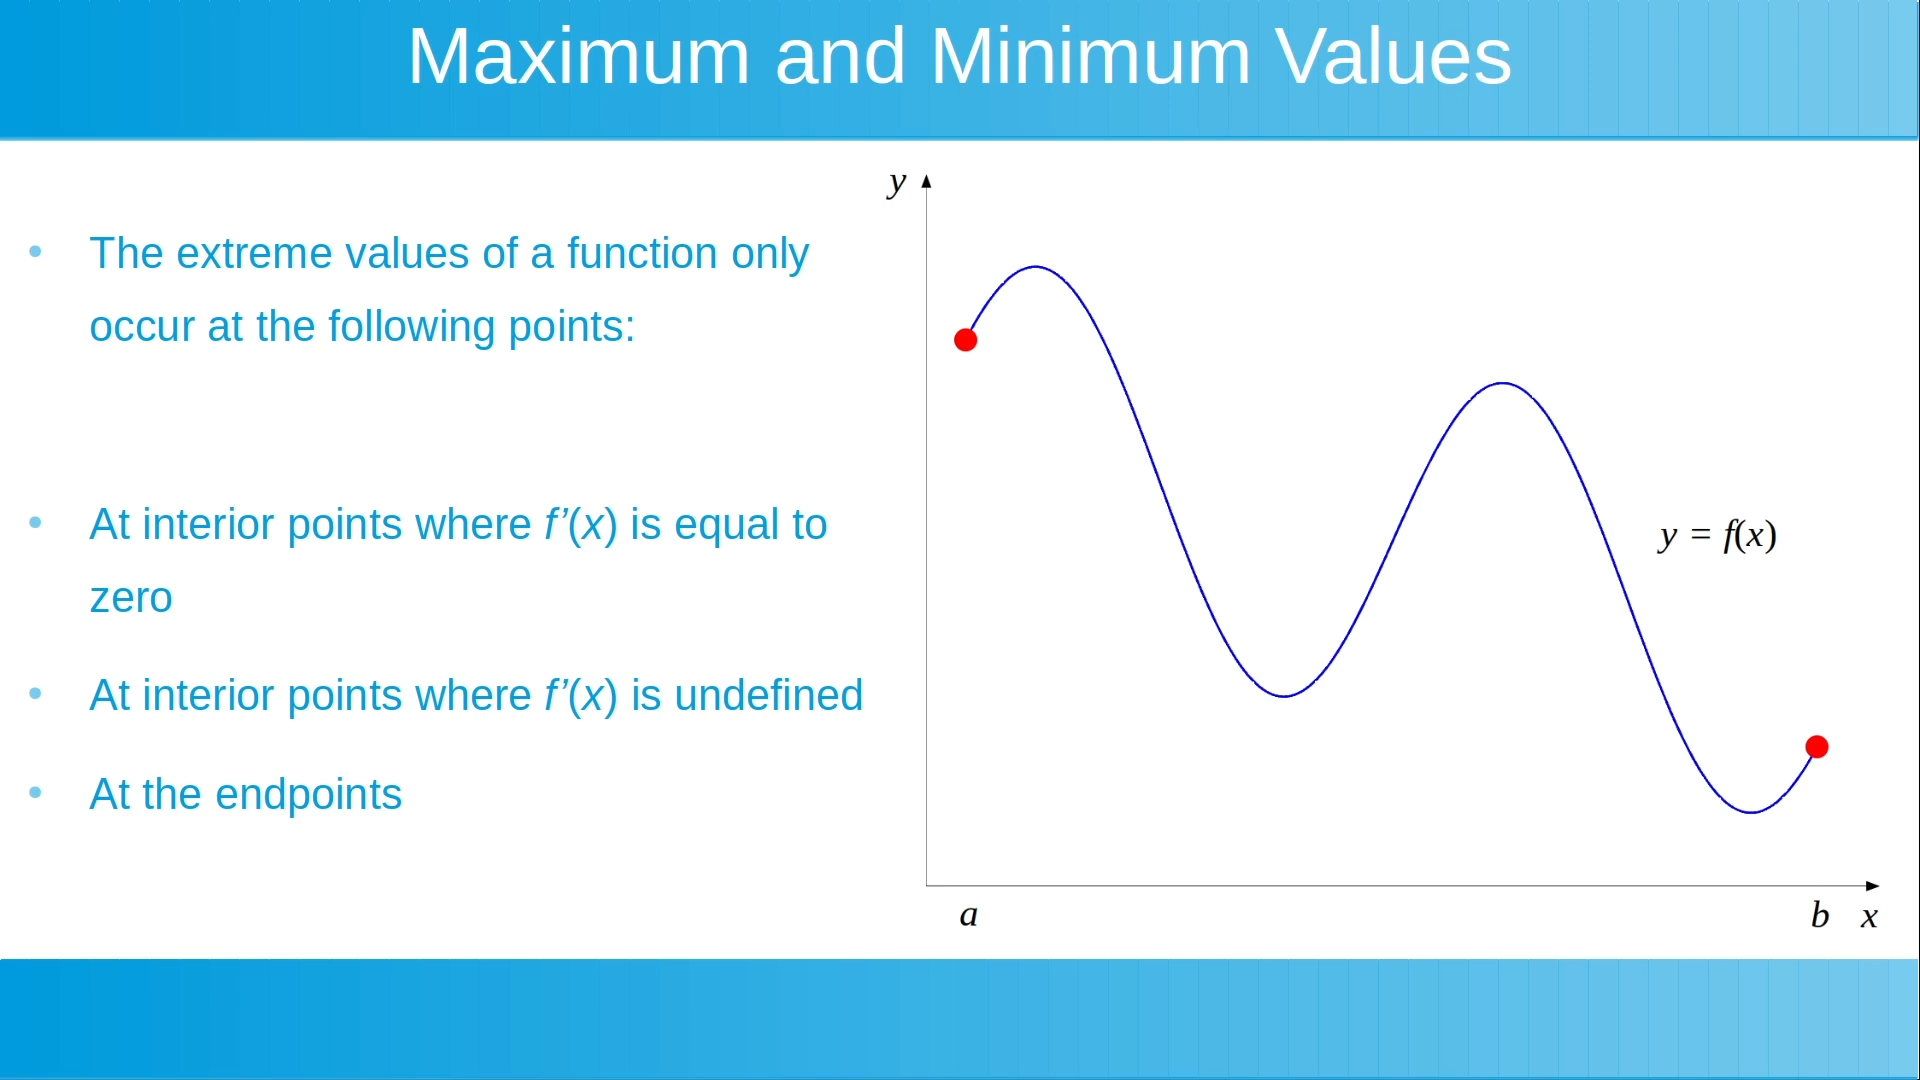 Maximum and Minimum Values
• The extreme values of a function only
occur at the following points:
• At interior points where f’(x) is equal to
zero
• At interior points where f’(x) is undefined
• At the endpoints
y
y = f(x)
a
b
x